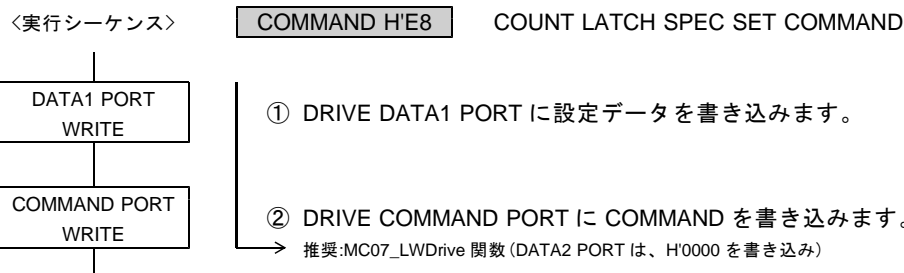 〈実行シーケンス〉 COMMAND H'E8 COUNT LATCH SPEC SET COMMAND
DATA1 PORT
WRITE
① DRIVE DATA1 PORT に設定データを書き込みます。
COMMAND PORT
WRITE
② DRIVE COMMAND PORT に COMMAND を書き込みます。
推奨:MC07_LWDrive 関数(DATA2 PORT は、H'0000 を書き込み)